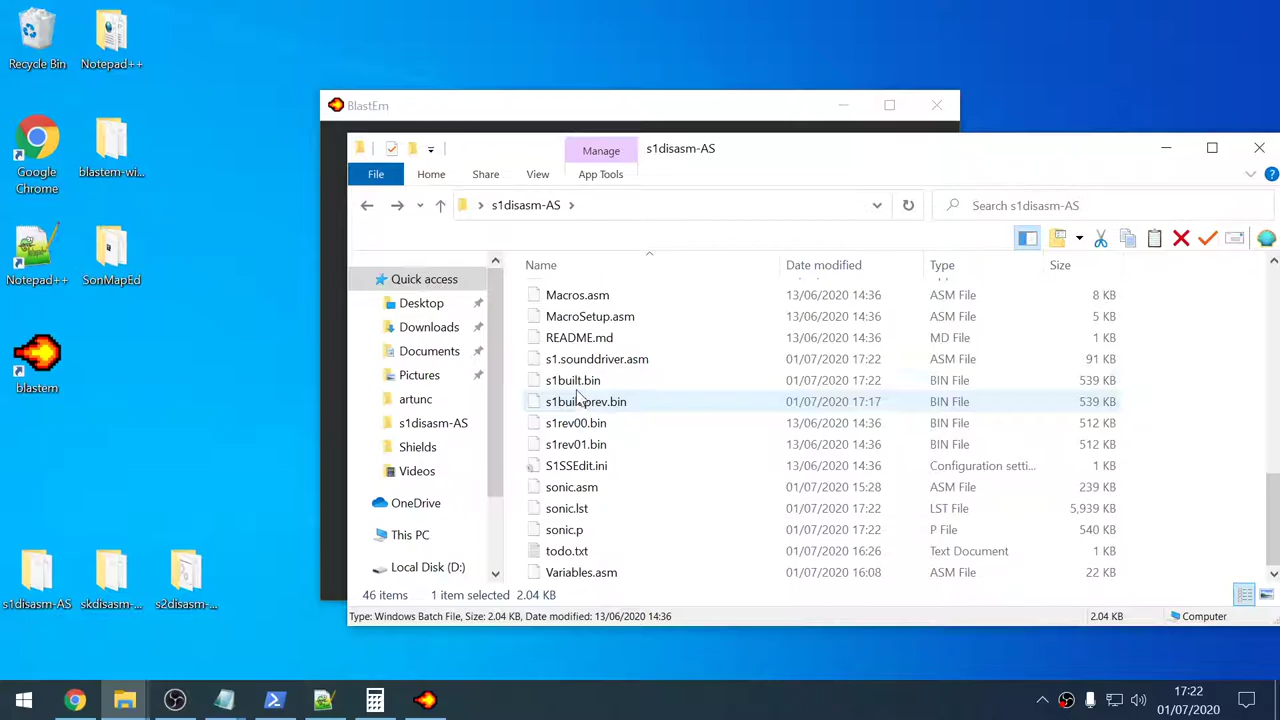 Recycle Bin
Notepad++
Google
Chrome
blastem-wi...
Notepad++
SonMapEd
blastem
s1disasm-AS
skdisasm-...
s2disasm-...
BlastEm
Manage
s1disasm-AS
File
Home
Share
View
App Tools
s1disasm-AS
Search s1disasm-AS
Quick access
Desktop
Downloads
Documents
Pictures
artunc
s1disasm-AS
Shields
Videos
OneDrive
This PC
Local Disk (D:)
Name Date modified Type Size
Macros.asm 13/06/2020 14:36 ASM File 8 KB
MacroSetup.asm 13/06/2020 14:36 ASM File 5 KB
README.md 13/06/2020 14:36 MD File 1 KB
s1.sounddriver.asm 01/07/2020 17:22 ASM File 91 KB
s1built.bin 01/07/2020 17:22 BIN File 539 KB
01/07/2020 17:17 BIN File 539 KB
s1rev00.bin 13/06/2020 14:36 BIN File 512 KB
s1rev01.bin 13/06/2020 14:36 BIN File 512 KB
S1SSEdit.ini 13/06/2020 14:36 Configuration setti... 1 KB
sonic.asm 01/07/2020 15:28 ASM File 239 KB
sonic.lst 01/07/2020 17:22 LST File 5,939 KB
sonic.p 01/07/2020 17:22 P File 540 KB
todo.txt 01/07/2020 16:26 Text Document 1 KB
Variables.asm 01/07/2020 16:08 ASM File 22 KB
46 items 1 item selected 2.04 KB
Type: Windows Batch File, Size: 2.04 KB, Date modified: 13/06/2020 14:36 2.04 KB Computer
17:22
01/07/2020